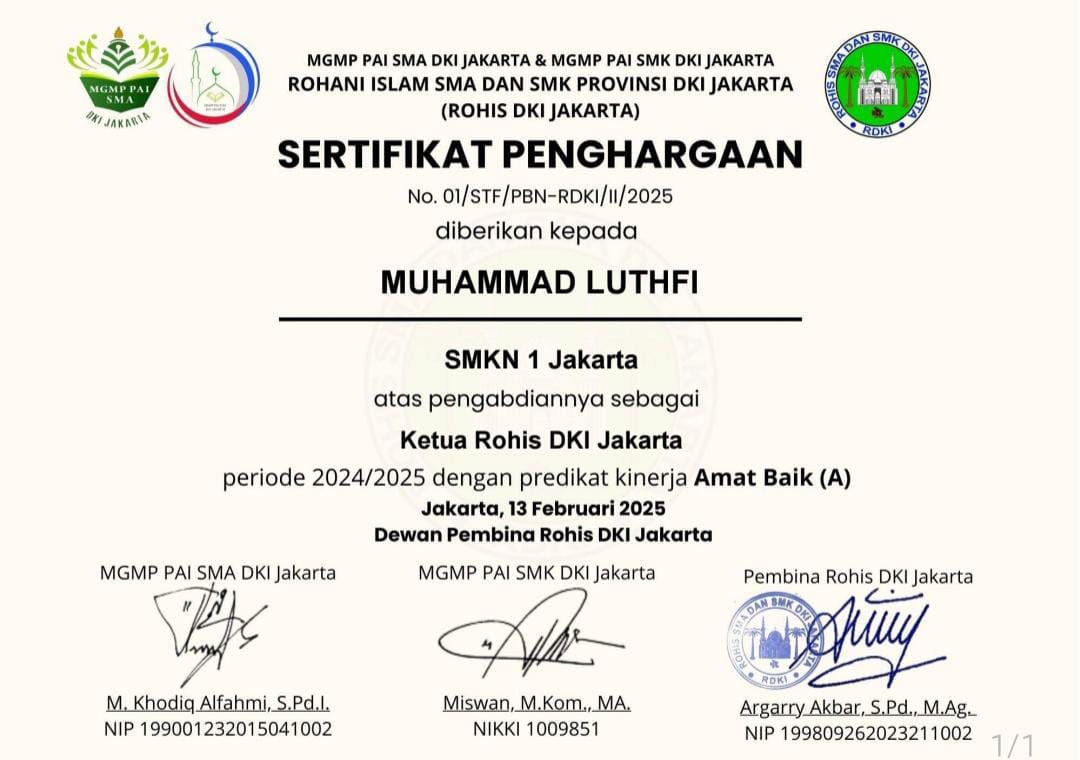 MGMP PAI
SMA
DKI JAKARTA
ROHIS SMA DAN SMK DKI JAKARTA
RDKI
MGMP PAI SMA DKI JAKARTA & MGMP PAI SMK DKI JAKARTA
ROHANI ISLAM SMA DAN SMK PROVINSI DKI JAKARTA
(ROHIS DKI JAKARTA)
SERTIFIKAT PENGHARGAAN
No. 01/STF/PBN-RDKI/II/2025
diberikan kepada
MUHAMMAD LUTHFI
SMKN 1 Jakarta
atas pengabdiannya sebagai
Ketua Rohis DKI Jakarta
periode 2024/2025 dengan predikat kinerja Amat Baik (A)
Jakarta, 13 Februari 2025
Dewan Pembina Rohis DKI Jakarta
MGMP PAI SMA DKI Jakarta
MGMP PAI SMK DKI Jakarta
Pembina Rohis DKI Jakarta
ROHIS SMA DAN SMK DKI JAKARTA
RDKI
M. Khodiq Alfahmi, S.Pd.I.
NIP 199001232015041002
Miswan, M.Kom., MA.
NIKKI 1009851
Argarry Akbar, S.Pd., M.Ag.
NIP 199809262023211002
1/1